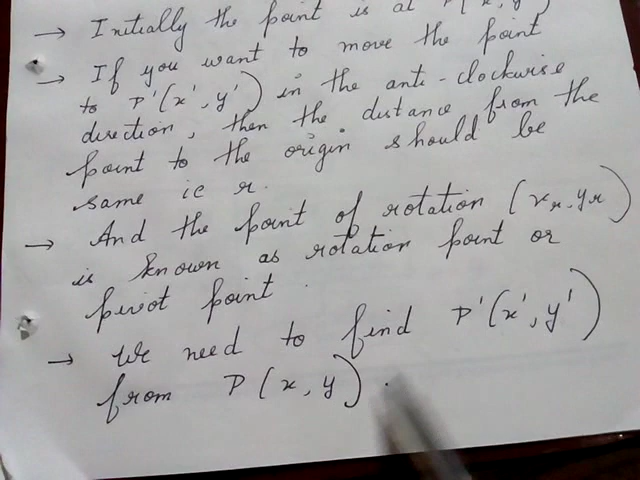 → Initially the point is at P(x, y)
→ If you want to move the point
to P'(x', y') in the anti-clockwise
direction, then the distance from the
point to the origin should be
same ie r.
→ And the point of rotation (xr, yr)
is known as rotation point or
pivot point.
→ We need to find P'(x', y')
from P(x, y).